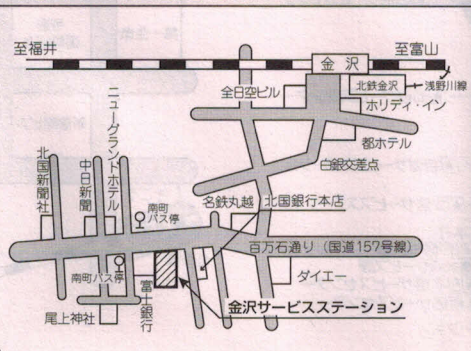 至福井
至富山
金沢
北鉄金沢
浅野川線
全日空ビル
ホリディ・イン
都ホテル
白銀交差点
ニューグランドホテル
中日新聞
北国新聞社
南町
バス停
名鉄丸越
北国銀行本店
百万石通り（国道157号線）
南町バス停
富士銀行
ダイエー
金沢サービスステーション
尾上神社